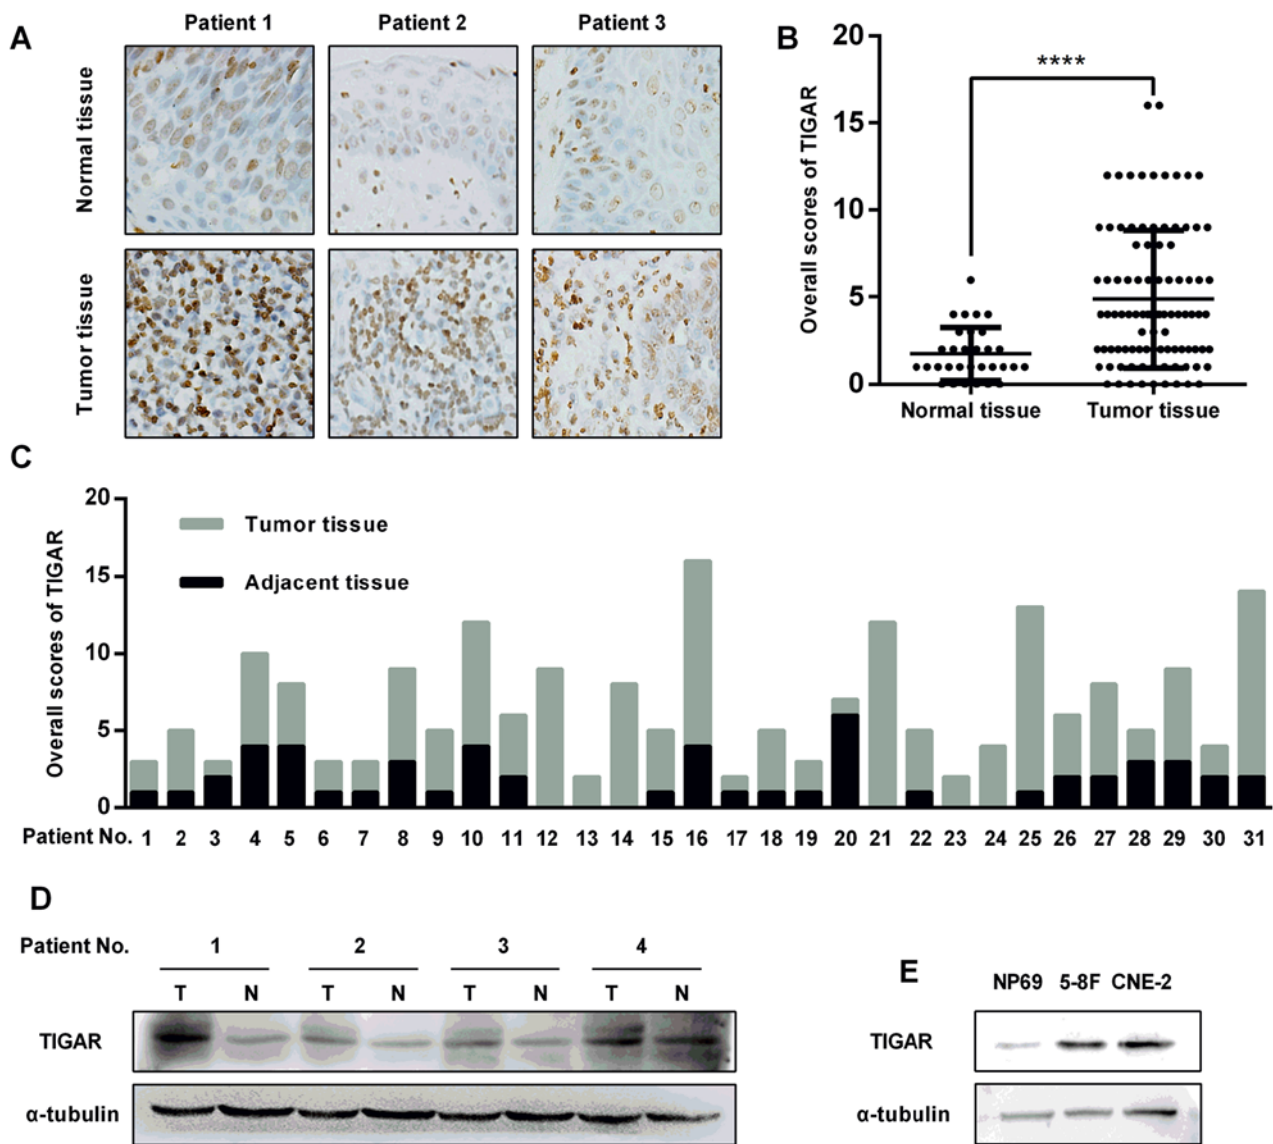 A
Patient 1 Patient 2 Patient 3
Normal tissue
Tumor tissue
B
Overall scores of TIGAR
20
15
10
5
0
****
Normal tissue Tumor tissue
C
Overall scores of TIGAR
20
15
10
5
0
Tumor tissue
Adjacent tissue
Patient No. 1 2 3 4 5 6 7 8 9 10 11 12 13 14 15 16 17 18 19 20 21 22 23 24 25 26 27 28 29 30 31
D
Patient No. 1 2 3 4
T N T N T N T N
TIGAR
α-tubulin
E
NP69 5-8F CNE-2
TIGAR
α-tubulin